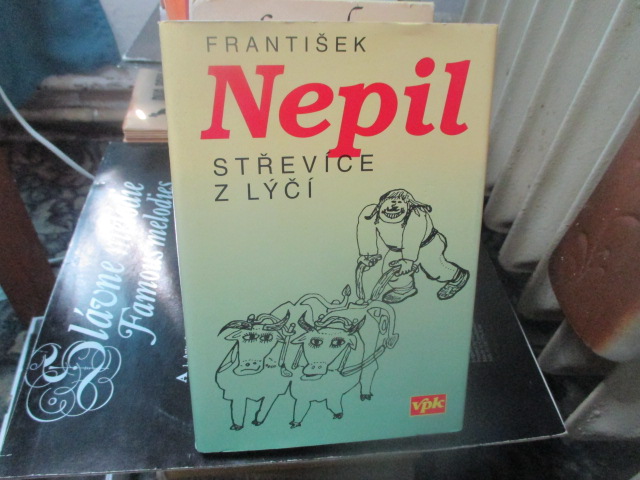 FRANTIŠEK
Nepil
STŘEVÍCE
Z LÝČÍ
vpk
Slávne melódie
Famous melodies